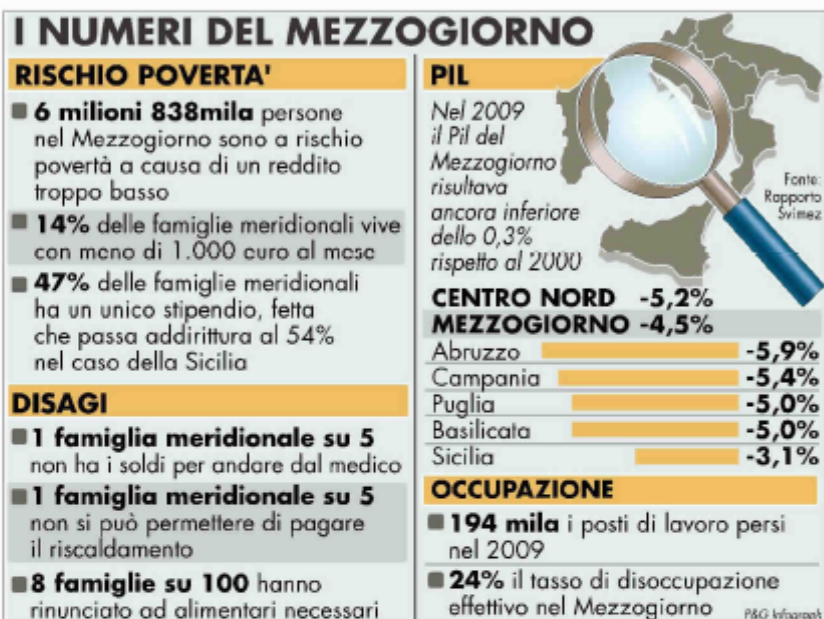 I NUMERI DEL MEZZOGIORNO
RISCHIO POVERTA'
6 milioni 838mila persone
nel Mezzogiorno sono a rischio
povertà a causa di un reddito
troppo basso
14% delle famiglie meridionali vive
con meno di 1.000 euro al mese
47% delle famiglie meridionali
ha un unico stipendio, fetta
che passa addirittura al 54%
nel caso della Sicilia
DISAGI
1 famiglia meridionale su 5
non ha i soldi per andare dal medico
1 famiglia meridionale su 5
non si può permettere di pagare
il riscaldamento
8 famiglie su 100 hanno
rinunciato ad alimentari necessari
PIL
Nel 2009
il Pil del
Mezzogiorno
risultava
ancora inferiore
dello 0,3%
rispetto al 2000
Fonte:
Rapporto
Svimez
CENTRO NORD -5,2%
MEZZOGIORNO -4,5%
Abruzzo -5,9%
Campania -5,4%
Puglia -5,0%
Basilicata -5,0%
Sicilia -3,1%
OCCUPAZIONE
194 mila i posti di lavoro persi
nel 2009
24% il tasso di disoccupazione
effettivo nel Mezzogiorno
P&G Infograph